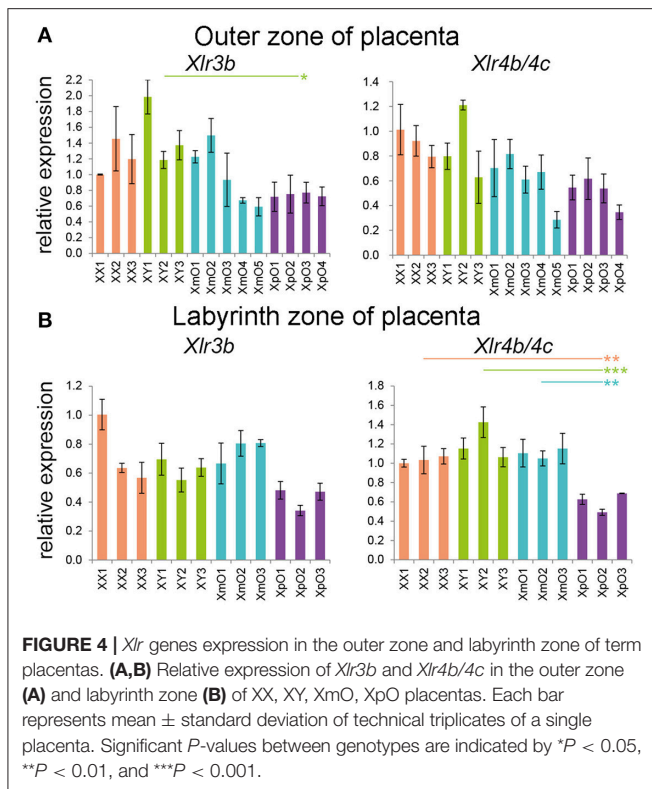 A
Outer zone of placenta
Xlr3b
Xlr4b/4c
*
relative expression
2.2
2.0
1.8
1.6
1.4
1.2
1.0
0.8
0.6
0.4
0.2
0.0
XX1 XX2 XX3 XY1 XY2 XY3 XmO1 XmO2 XmO3 XmO4 XmO5 XpO1 XpO2 XpO3 XpO4
1.4
1.2
1.0
0.8
0.6
0.4
0.2
0.0
XX1 XX2 XX3 XY1 XY2 XY3 XmO1 XmO2 XmO3 XmO4 XmO5 XpO1 XpO2 XpO3 XpO4
B
Labyrinth zone of placenta
Xlr3b
Xlr4b/4c
**
***
**
relative expression
1.2
1.0
0.8
0.6
0.4
0.2
0.0
XX1 XX2 XX3 XY1 XY2 XY3 XmO1 XmO2 XmO3 XpO1 XpO2 XpO3
1.8
1.6
1.4
1.2
1.0
0.8
0.6
0.4
0.2
0.0
XX1 XX2 XX3 XY1 XY2 XY3 XmO1 XmO2 XmO3 XpO1 XpO2 XpO3
FIGURE 4 | Xlr genes expression in the outer zone and labyrinth zone of term
placentas. (A,B) Relative expression of Xlr3b and Xlr4b/4c in the outer zone
(A) and labyrinth zone (B) of XX, XY, XmO, XpO placentas. Each bar
represents mean ± standard deviation of technical triplicates of a single
placenta. Significant P-values between genotypes are indicated by *P < 0.05,
**P < 0.01, and ***P < 0.001.